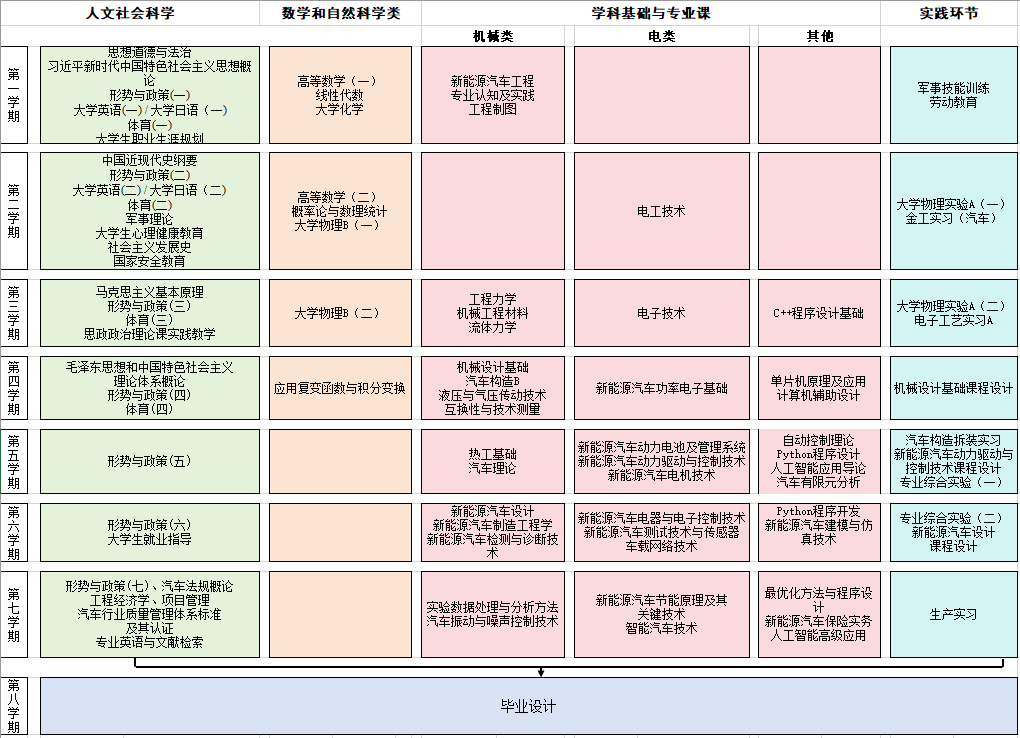 人文社会科学
数学和自然科学类
学科基础与专业课
实践环节
机械类
电类
其他
第一学期
思想道德与法治
习近平新时代中国特色社会主义思想概
论
形势与政策(一)
大学英语(一)/大学日语（一)
体育(一)
大学生职业生涯规划
高等数学（一)
线性代数
大学化学
新能源汽车工程
专业认知及实践
工程制图
军事技能训练
劳动教育
第二学期
中国近现代史纲要
形势与政策(二)
大学英语(二)/大学日语（二)
体育(二)
军事理论
大学生心理健康教育
社会主义发展史
国家安全教育
高等数学（二)
概率论与数理统计
大学物理B（一)
电工技术
大学物理实验A（一)
金工实习（汽车)
第三学期
马克思主义基本原理
形势与政策(三)
体育(三)
思政政治理论课实践教学
大学物理B（二)
工程力学
机械工程材料
流体力学
电子技术
C++程序设计基础
大学物理实验A（二)
电子工艺实习A
第四学期
毛泽东思想和中国特色社会主义
理论体系概论
形势与政策(四)
体育(四)
应用复变函数与积分变换
机械设计基础
汽车构造B
液压与气压传动技术
互换性与技术测量
新能源汽车功率电子基础
单片机原理及应用
计算机辅助设计
机械设计基础课程设计
第五学期
形势与政策(五)
热工基础
汽车理论
新能源汽车动力电池及管理系统
新能源汽车动力驱动与控制技术
新能源汽车电机技术
自动控制理论
Python程序设计
人工智能应用导论
汽车有限元分析
汽车构造拆装实习
新能源汽车动力驱动与
控制技术课程设计
专业综合实验（一)
第六学期
形势与政策(六)
大学生就业指导
新能源汽车设计
新能源汽车制造工程学
新能源汽车检测与诊断技
术
新能源汽车电器与电子控制技术
新能源汽车测试技术与传感器
车载网络技术
Python程序开发
新能源汽车建模与仿
真技术
专业综合实验（二)
新能源汽车设计
课程设计
第七学期
形势与政策(七)、汽车法规概论
工程经济学、项目管理
汽车行业质量管理体系标准
及其认证
专业英语与文献检索
实验数据处理与分析方法
汽车振动与噪声控制技术
新能源汽车节能原理及其
关键技术
智能汽车技术
最优化方法与程序设
计
新能源汽车保险实务
人工智能高级应用
生产实习
第八学期
毕业设计